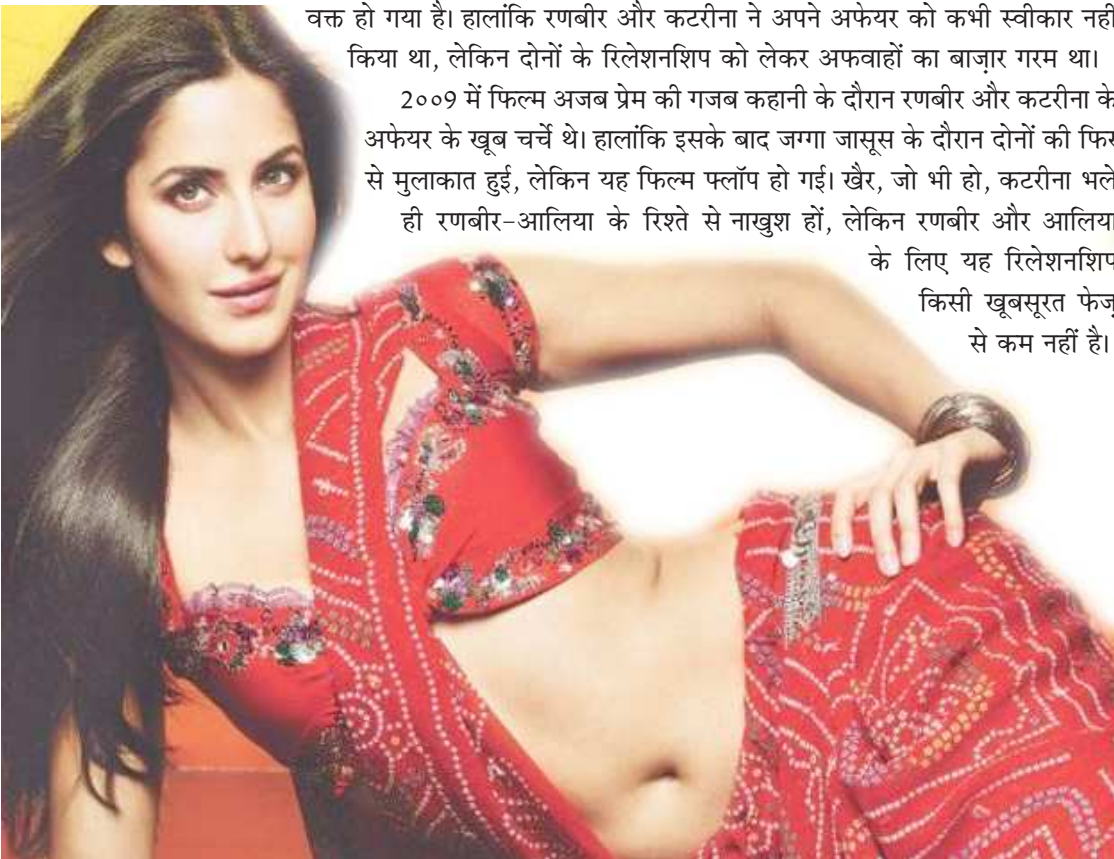 वक्त हो गया है। हालांकि रणबीर और कटरीना ने अपने अफेयर को कभी स्वीकार नहीं
किया था, लेकिन दोनों के रिलेशनशिप को लेकर अफवाहों का बाज़ार गरम था।
2००9 में फिल्म अजब प्रेम की गजब कहानी के दौरान रणबीर और कटरीना के
अफेयर के खूब चर्चे थे। हालांकि इसके बाद जग्गा जासूस के दौरान दोनों की फिर
से मुलाकात हुई, लेकिन यह फिल्म फ्लॉप हो गई। खैर, जो भी हो, कटरीना भले
ही रणबीर-आलिया के रिश्ते से नाखुश हों, लेकिन रणबीर और आलिया
के लिए यह रिलेशनशिप
किसी खूबसूरत फेज़
से कम नहीं है।